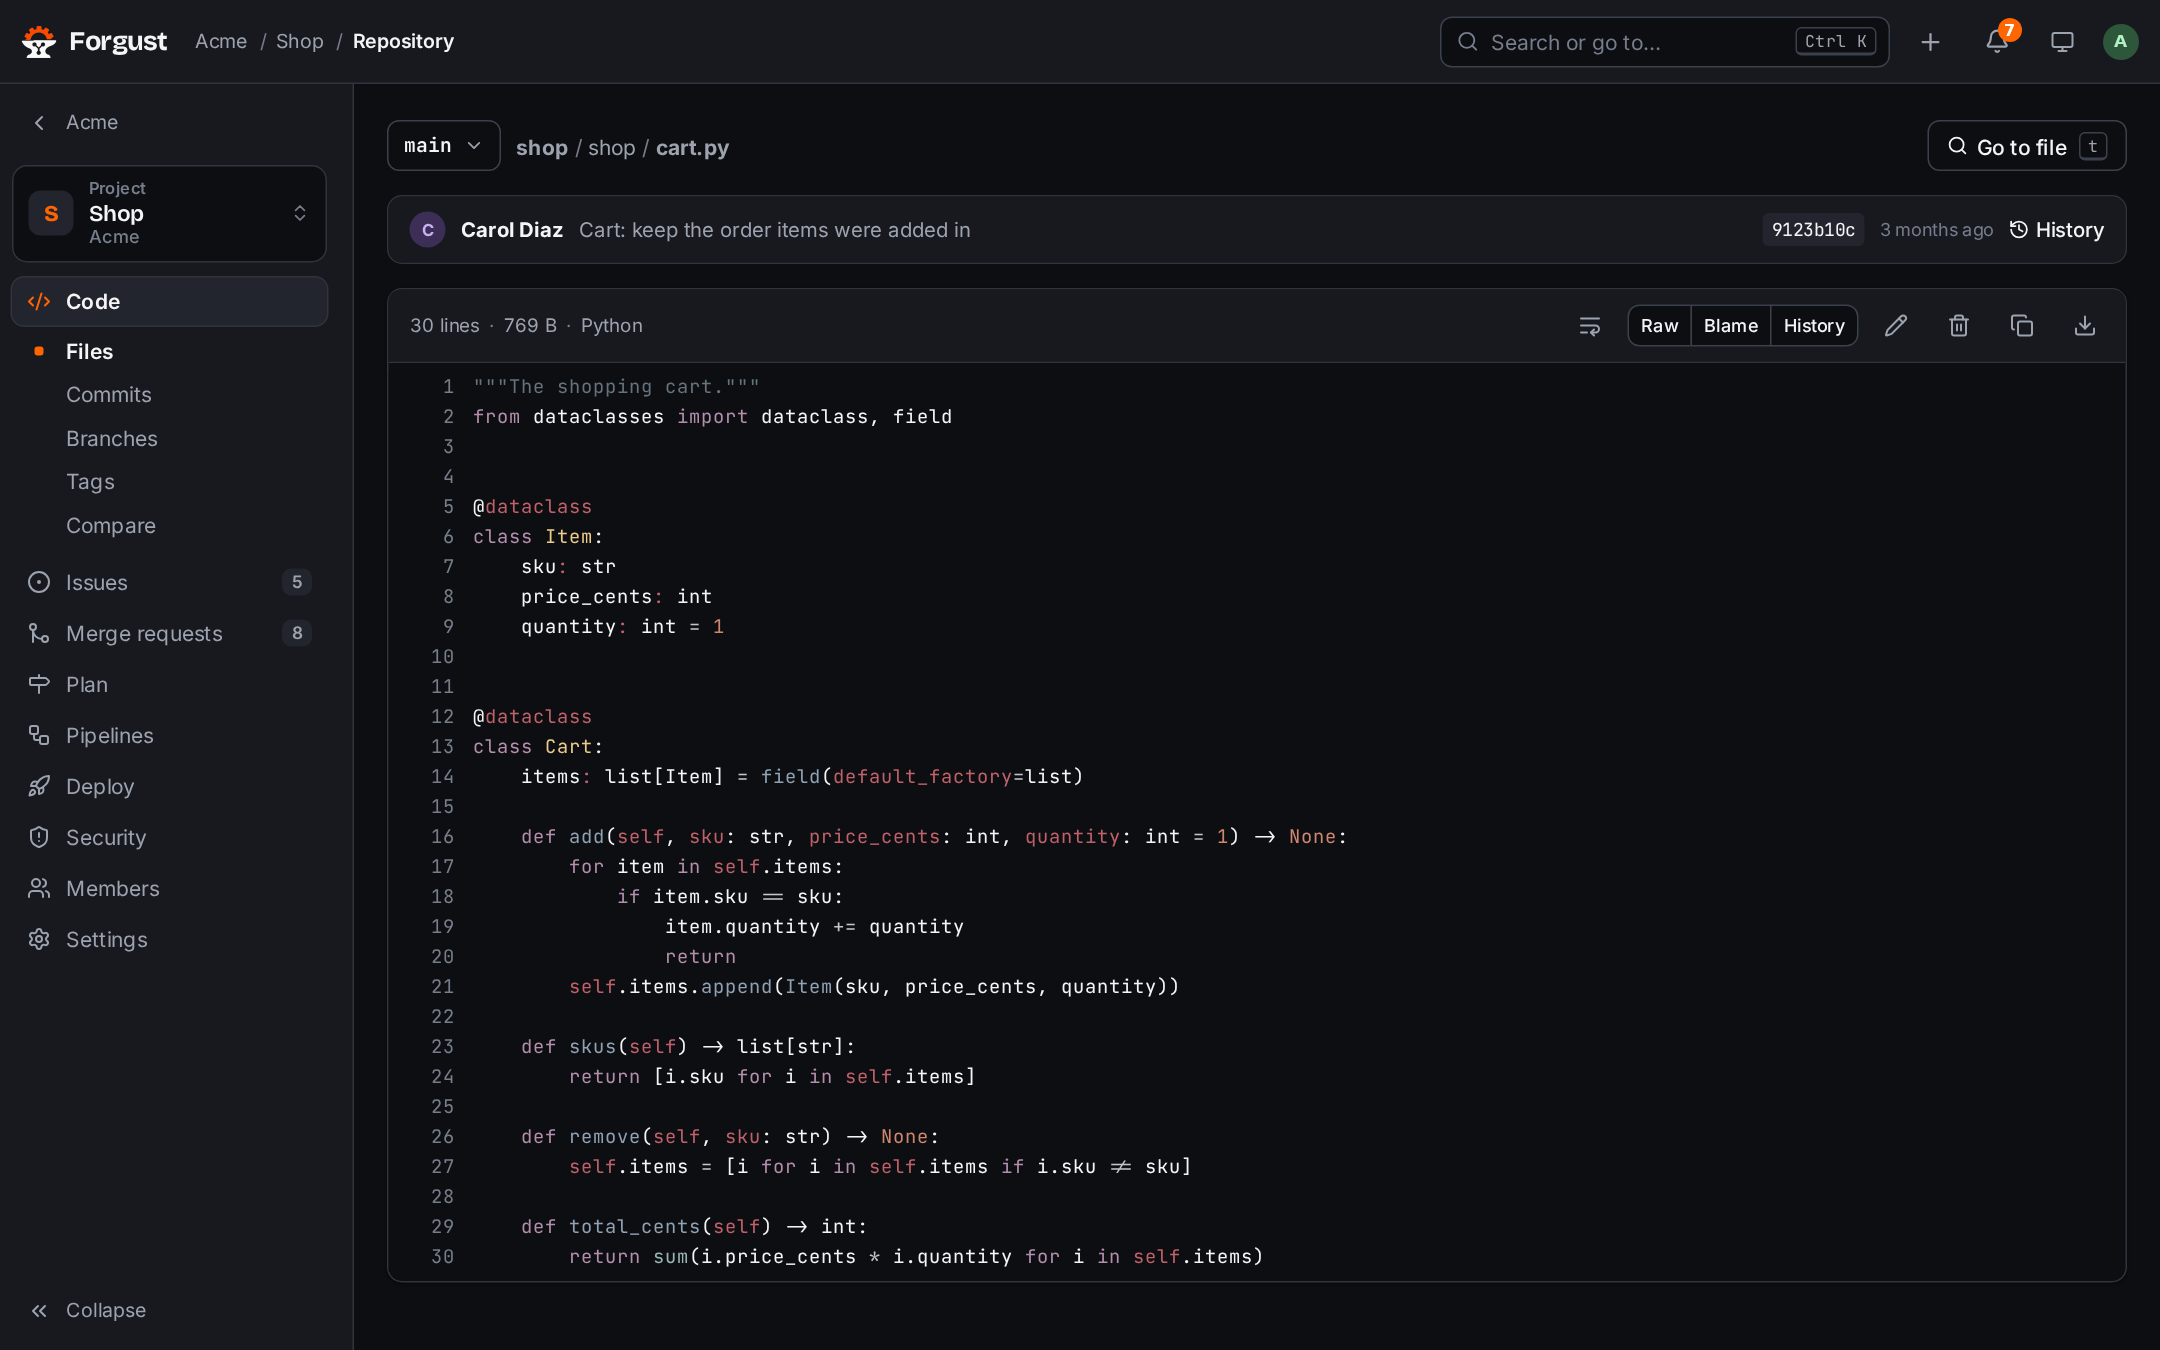 Forgust
Acme / Shop / Repository
Search or go to... Ctrl K
7
A
Acme
Project
S
Shop
Acme
Code
Files
Commits
Branches
Tags
Compare
Issues 5
Merge requests 8
Plan
Pipelines
Deploy
Security
Members
Settings
Collapse
main
shop / shop / cart.py
Go to file t
C Carol Diaz Cart: keep the order items were added in 9123b10c 3 months ago History
30 lines · 769 B · Python Raw Blame History
1 """The shopping cart."""
2 from dataclasses import dataclass, field
3
4
5 @dataclass
6 class Item:
7     sku: str
8     price_cents: int
9     quantity: int = 1
10
11
12 @dataclass
13 class Cart:
14     items: list[Item] = field(default_factory=list)
15
16     def add(self, sku: str, price_cents: int, quantity: int = 1) -> None:
17         for item in self.items:
18             if item.sku == sku:
19                 item.quantity += quantity
20                 return
21         self.items.append(Item(sku, price_cents, quantity))
22
23     def skus(self) -> list[str]:
24         return [i.sku for i in self.items]
25
26     def remove(self, sku: str) -> None:
27         self.items = [i for i in self.items if i.sku != sku]
28
29     def total_cents(self) -> int:
30         return sum(i.price_cents * i.quantity for i in self.items)